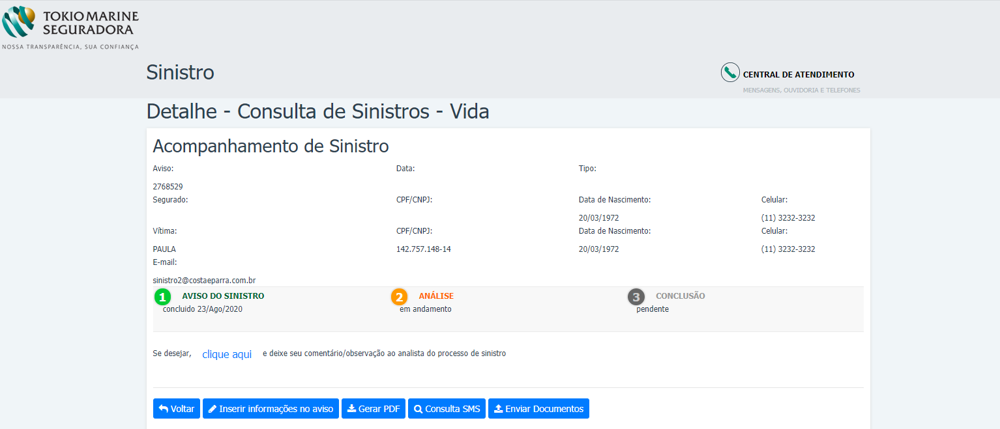 TOKIO MARINE
SEGURADORA
NOSSA TRANSPARÊNCIA, SUA CONFIANÇA
Sinistro
CENTRAL DE ATENDIMENTO
MENSAGENS, OUVIDORIA E TELEFONES
Detalhe - Consulta de Sinistros - Vida
Acompanhamento de Sinistro
Aviso: Data: Tipo:
2768529
Segurado: CPF/CNPJ: Data de Nascimento: Celular:
20/03/1972 (11) 3232-3232
Vítima: CPF/CNPJ: Data de Nascimento: Celular:
PAULA 142.757.148-14 20/03/1972 (11) 3232-3232
E-mail:
sinistro2@costaeparra.com.br
1 AVISO DO SINISTRO 2 ANÁLISE 3 CONCLUSÃO
concluido 23/Ago/2020 em andamento pendente
Se desejar, clique aqui e deixe seu comentário/observação ao analista do processo de sinistro
Voltar Inserir informações no aviso Gerar PDF Consulta SMS Enviar Documentos